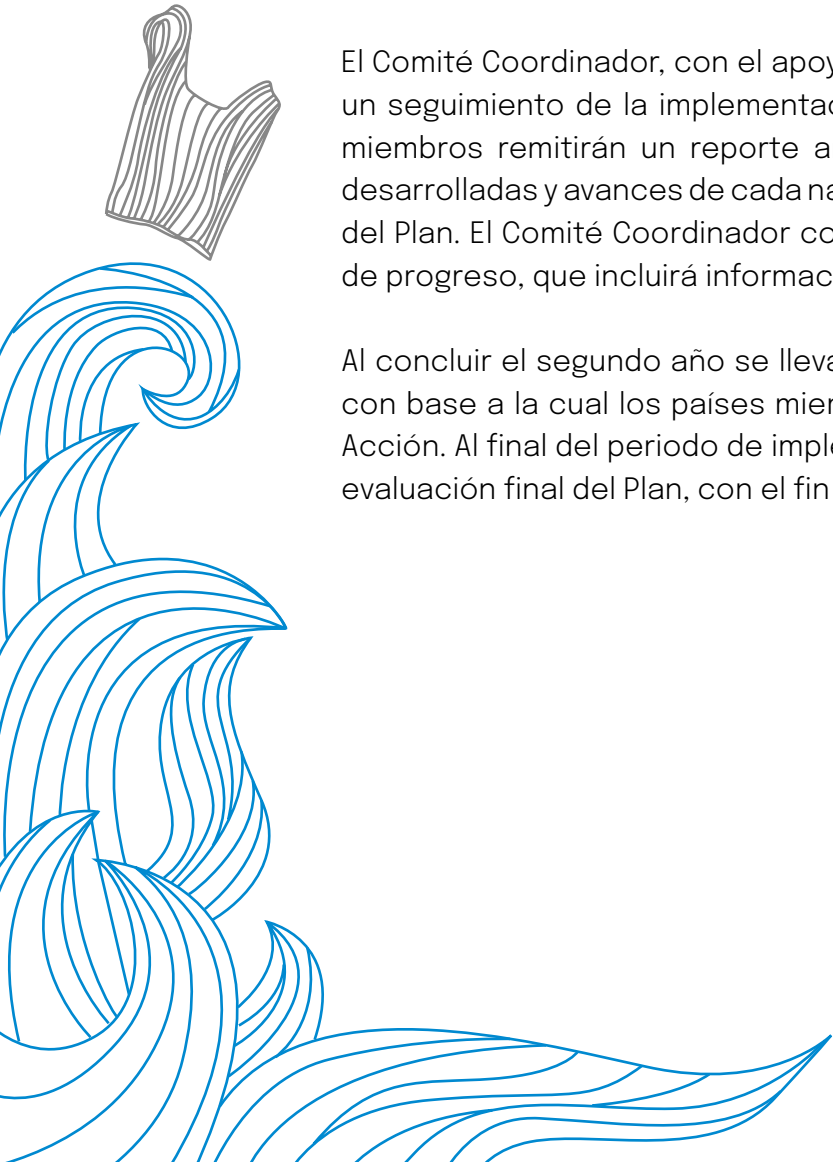 El Comité Coordinador, con el apoy
un seguimiento de la implementa
miembros remitirán un reporte a
desarrolladas y avances de cada na
del Plan. El Comité Coordinador co
de progreso, que incluirá informac
Al concluir el segundo año se lleva
con base a la cual los países mie
Acción. Al final del periodo de imple
evaluación final del Plan, con el fin